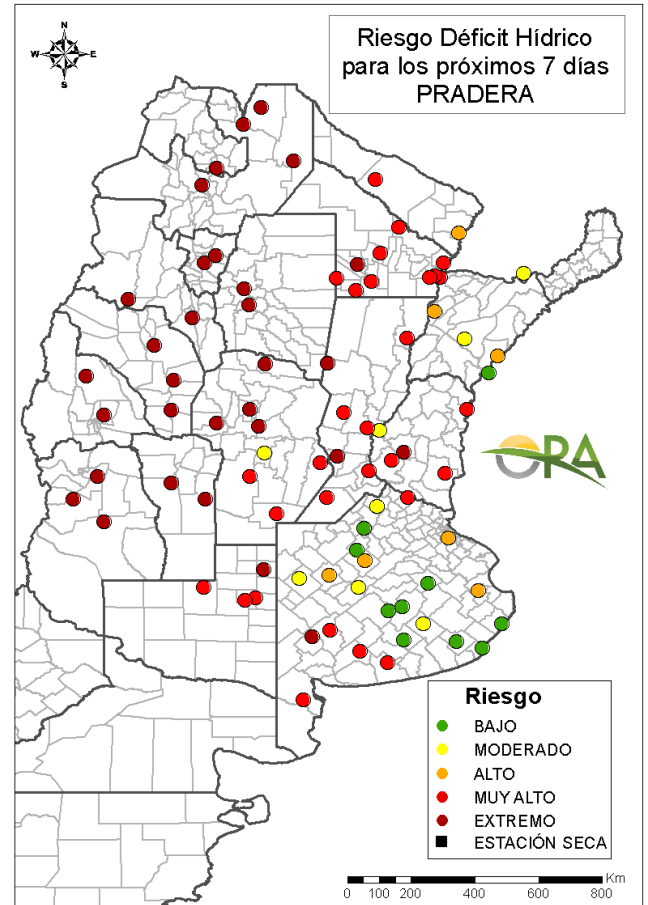 Riesgo Déficit Hídrico
para los próximos 7 días
PRADERA
N
W
E
S
ORA
Riesgo
BAJO
MODERADO
ALTO
MUY ALTO
EXTREMO
ESTACIÓN SECA
Km
0 100 200 400 600 800